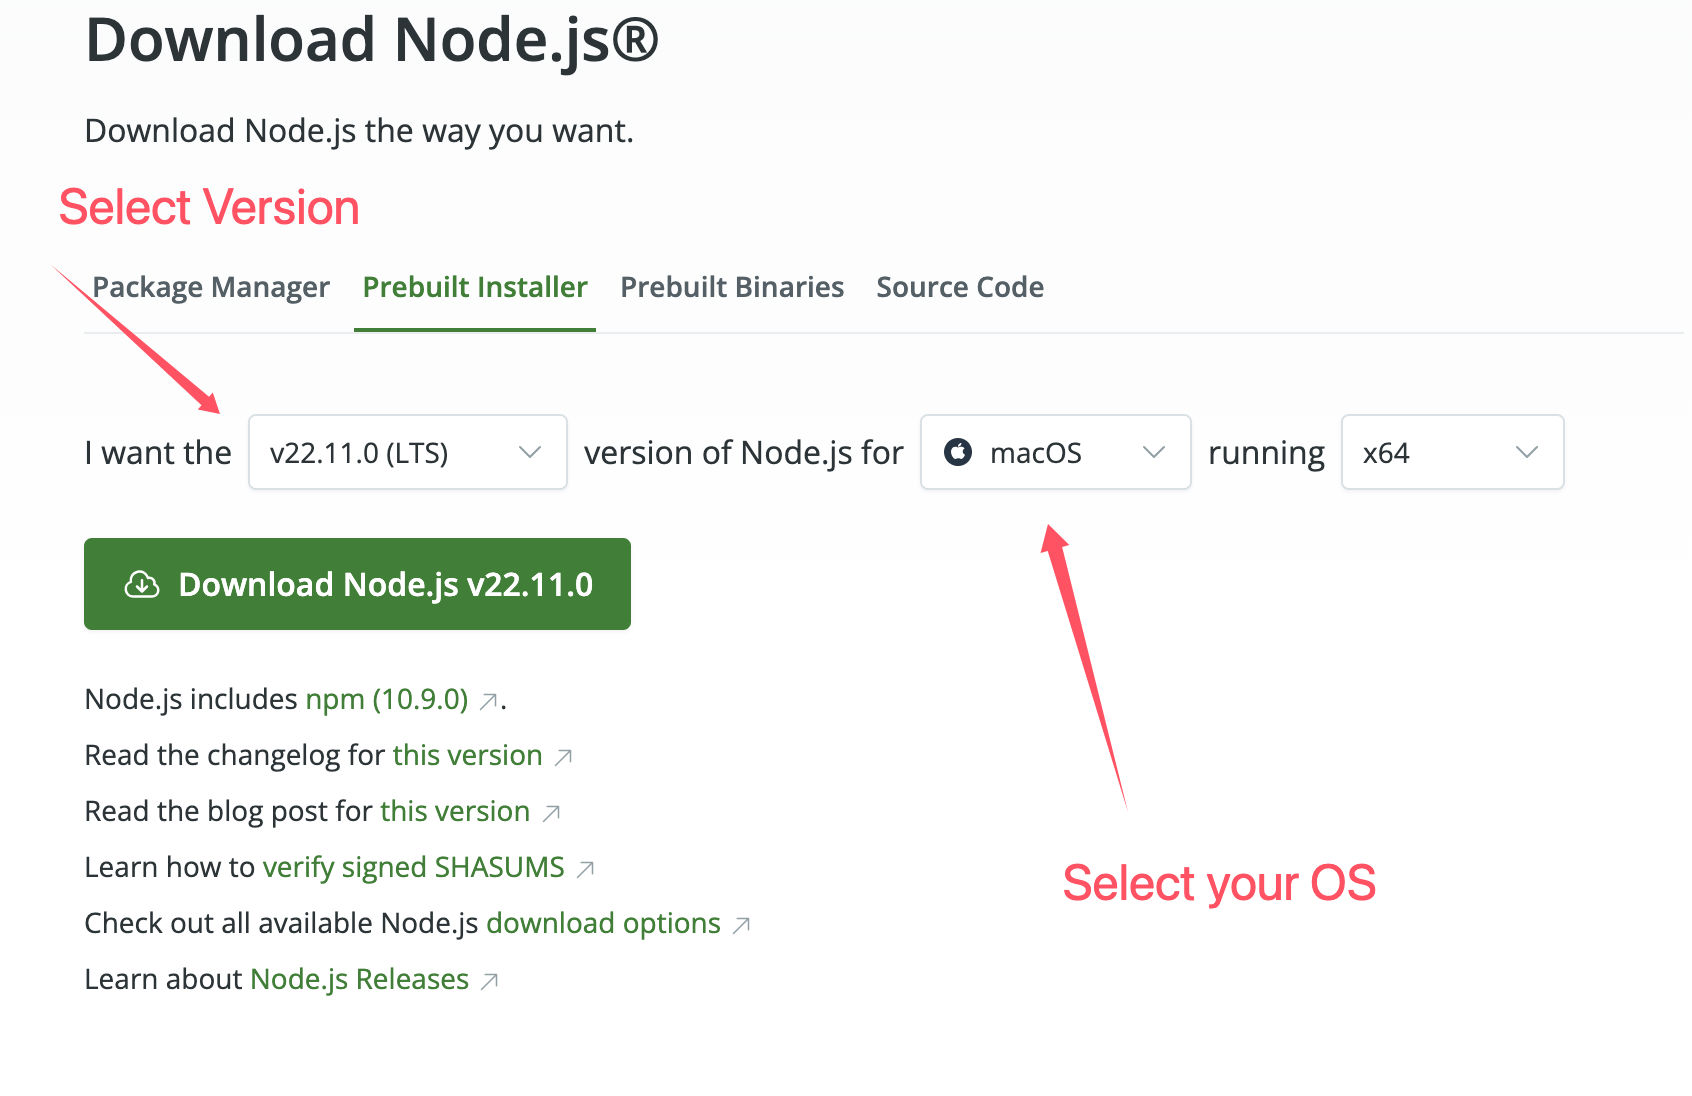 Download Node.js®
Download Node.js the way you want.
Select Version
Package Manager Prebuilt Installer Prebuilt Binaries Source Code
I want the v22.11.0 (LTS) version of Node.js for macOS running x64
Download Node.js v22.11.0
Node.js includes npm (10.9.0) .
Read the changelog for this version
Read the blog post for this version
Learn how to verify signed SHASUMS
Select your OS
Check out all available Node.js download options
Learn about Node.js Releases